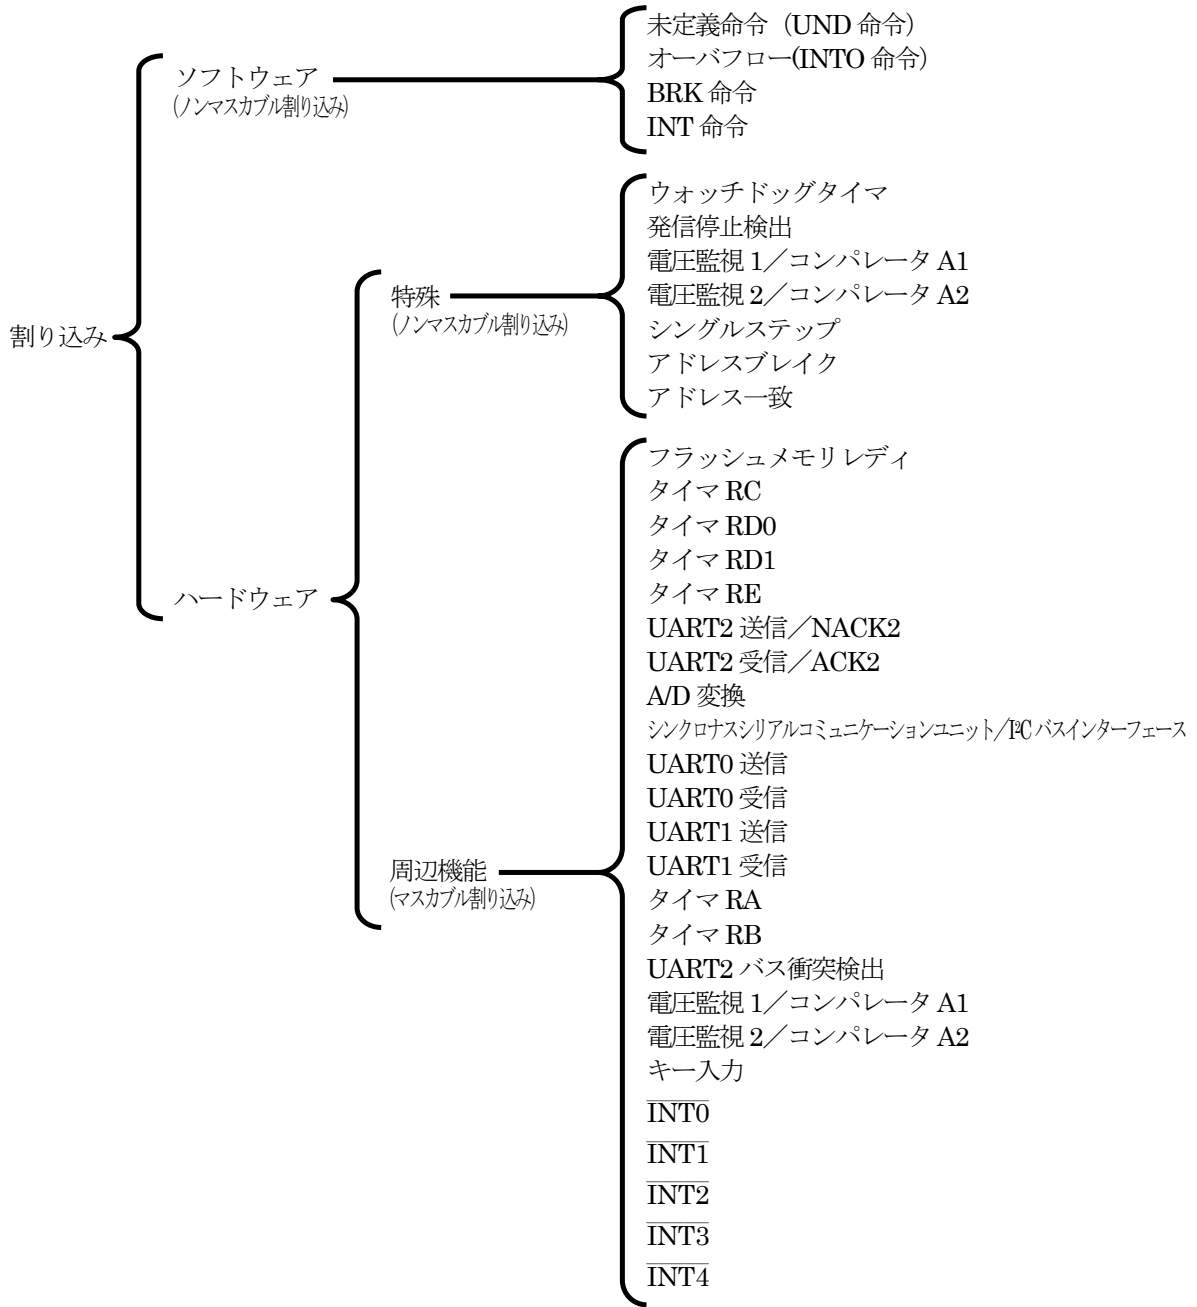 割り込み
ソフトウェア
(ノンマスカブル割り込み)
未定義命令（UND 命令）
オーバフロー(INTO 命令）
BRK 命令
INT 命令
ハードウェア
特殊
(ノンマスカブル割り込み)
ウォッチドッグタイマ
発信停止検出
電圧監視 1／コンパレータ A1
電圧監視 2／コンパレータ A2
シングルステップ
アドレスブレイク
アドレス一致
周辺機能
(マスカブル割り込み)
フラッシュメモリレディ
タイマ RC
タイマ RD0
タイマ RD1
タイマ RE
UART2 送信／NACK2
UART2 受信／ACK2
A/D 変換
シンクロナスシリアルコミュニケーションユニット／I²C バスインターフェース
UART0 送信
UART0 受信
UART1 送信
UART1 受信
タイマ RA
タイマ RB
UART2 バス衝突検出
電圧監視 1／コンパレータ A1
電圧監視 2／コンパレータ A2
キー入力
I̅N̅T̅0̅
I̅N̅T̅1̅
I̅N̅T̅2̅
I̅N̅T̅3̅
I̅N̅T̅4̅